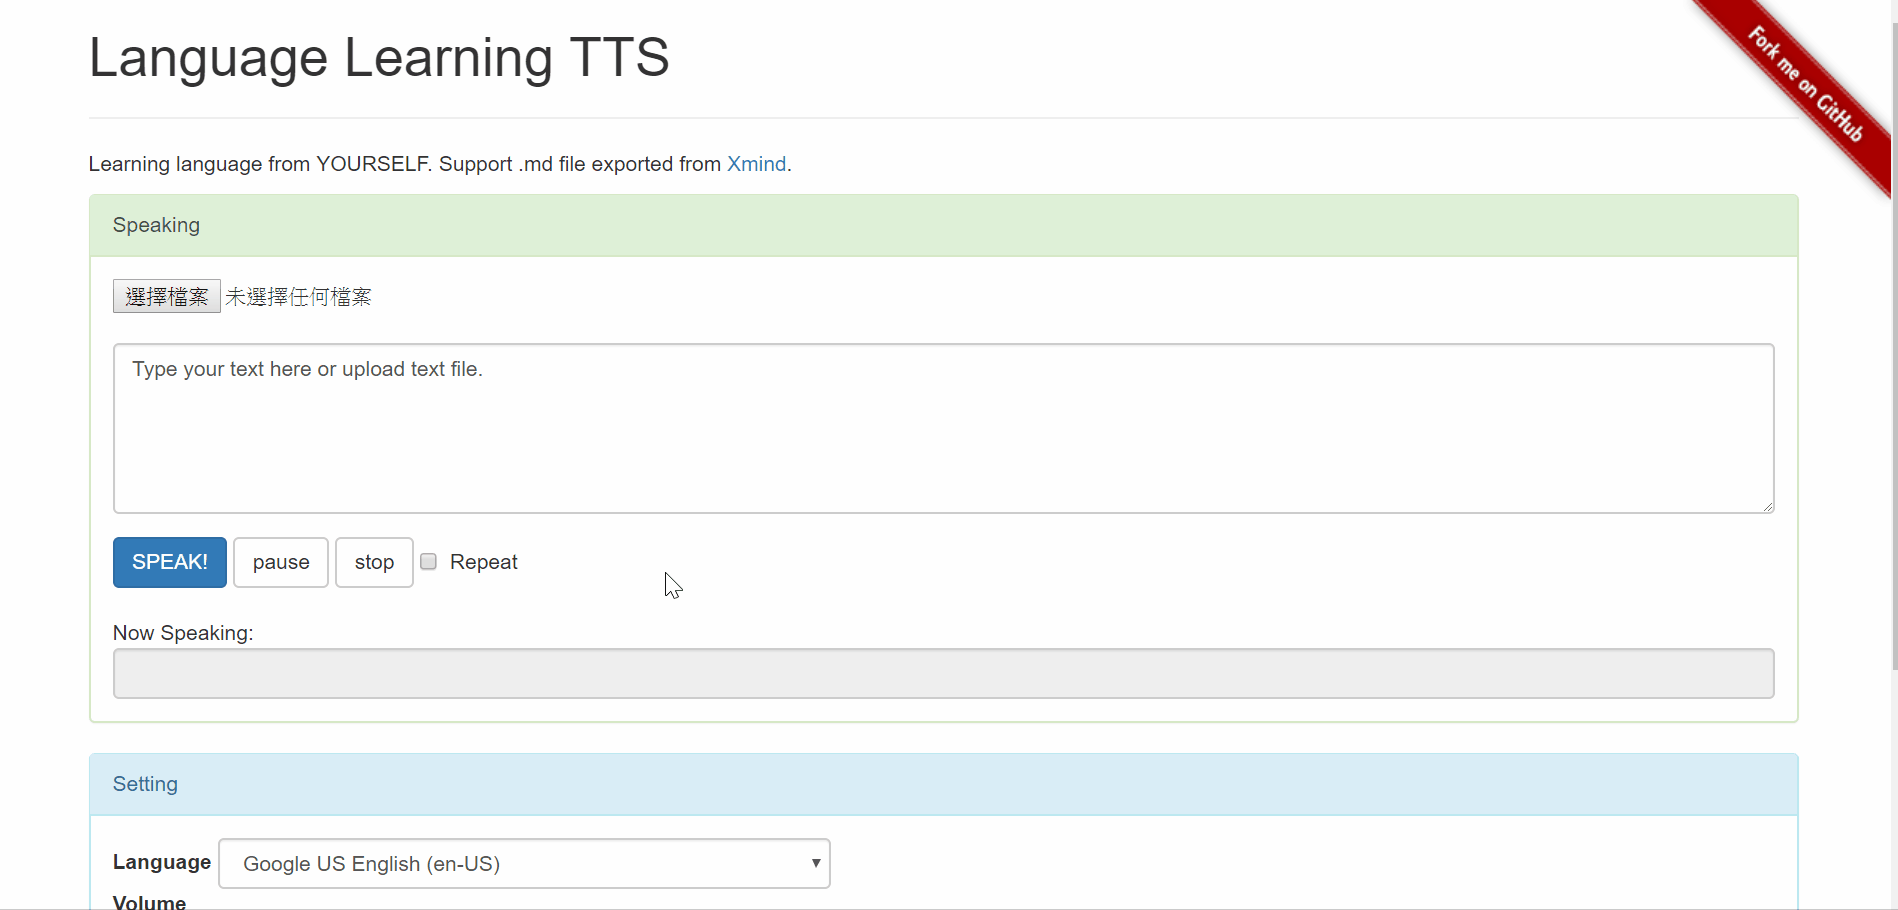 Language Learning TTS
Fork me on GitHub
Learning language from YOURSELF. Support .md file exported from Xmind.
Speaking
選擇檔案 未選擇任何檔案
Type your text here or upload text file.
SPEAK! pause stop Repeat
Now Speaking:
Setting
Language Google US English (en-US)
Volume